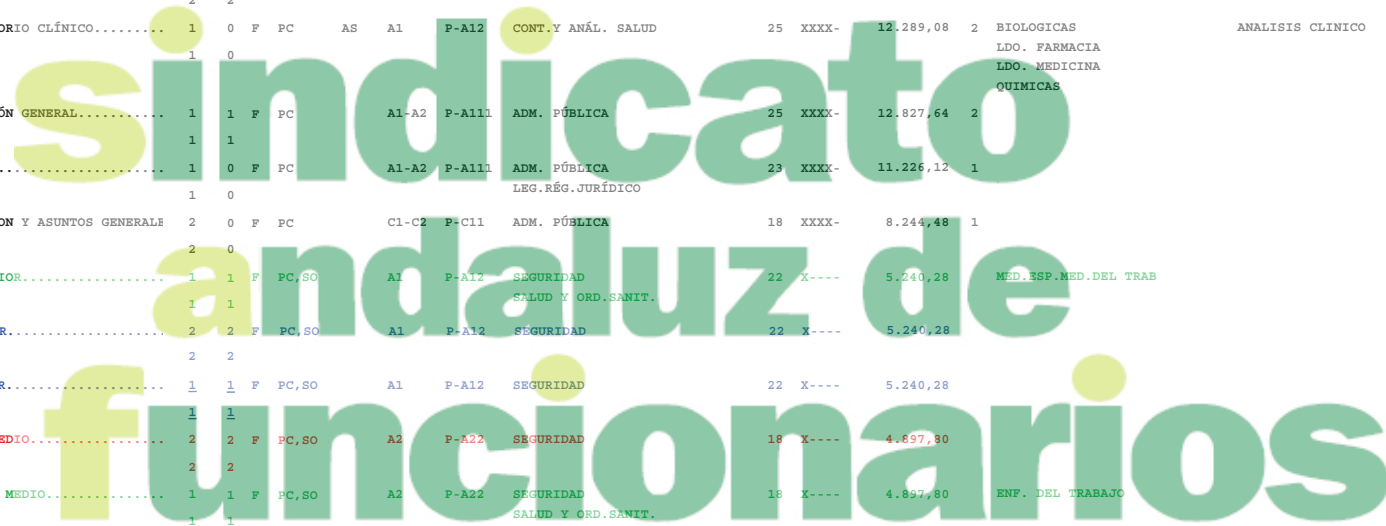 2 2
ORIO CLÍNICO......... 1 0 F PC AS A1 P-A12 CONT.Y ANÁL. SALUD 25 XXXX- 12.289,08 2 BIOLOGICAS ANALISIS CLINICO
LDO. FARMACIA
1 0
LDO. MEDICINA
QUIMICAS
sindicato
ÓN GENERAL........... 1 1 F PC A1-A2 P-A111 ADM. PÚBLICA 25 XXXX- 12.827,64 2
1 1
..................... 1 0 F PC A1-A2 P-A111 ADM. PÚBLICA 23 XXXX- 11.226,12 1
1 0 LEG.RÉG.JURÍDICO
ON Y ASUNTOS GENERALE 2 0 F PC C1-C2 P-C11 ADM. PÚBLICA 18 XXXX- 8.244,48 1
2 0
andaluz de
IOR.................. 1 1 F PC,SO A1 P-A12 SEGURIDAD 22 X---- 5.240,28 MED.ESP.MED.DEL TRAB
1 1 SALUD Y ORD.SANIT.
R.................... 2 2 F PC,SO A1 P-A12 SEGURIDAD 22 X---- 5.240,28
2 2
R.................... 1 1 F PC,SO A1 P-A12 SEGURIDAD 22 X---- 5.240,28
1 1
funcionarios
EDIO................. 2 2 F PC,SO A2 P-A22 SEGURIDAD 18 X---- 4.897,80
2 2
MEDIO............... 1 1 F PC,SO A2 P-A22 SEGURIDAD 18 X---- 4.897,80 ENF. DEL TRABAJO
1 1 SALUD Y ORD.SANIT.